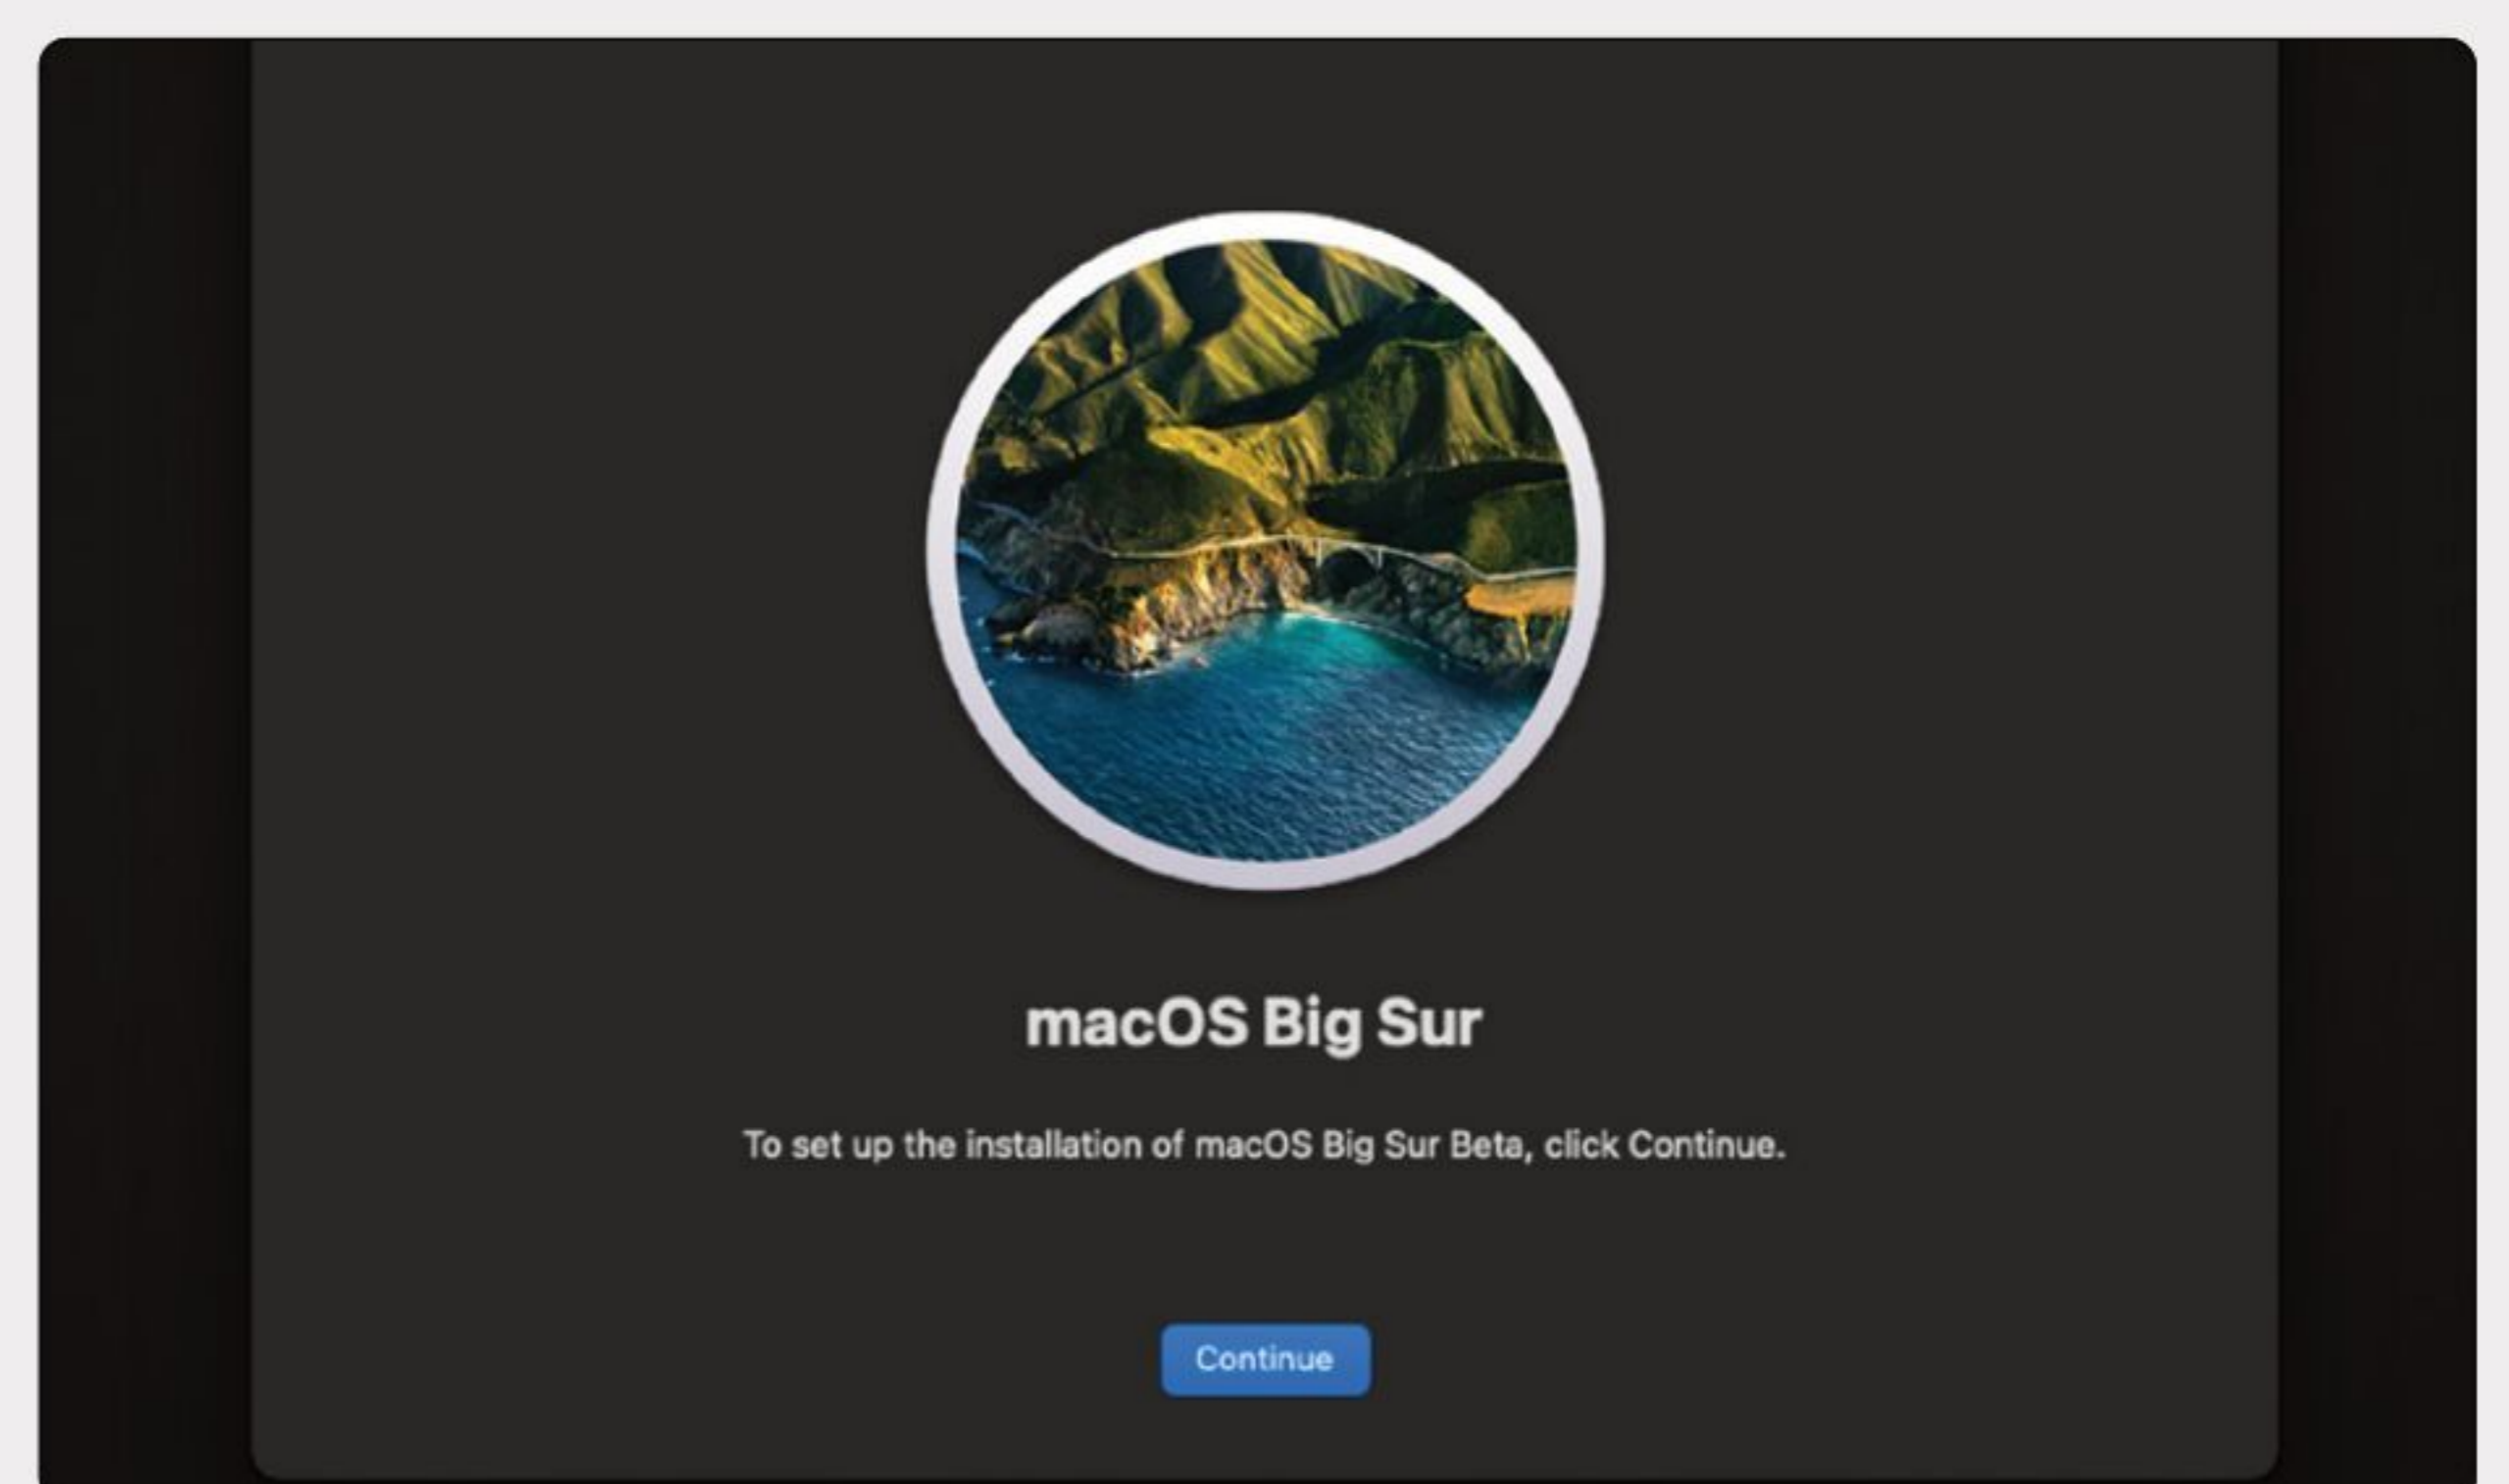 macOS Big Sur
To set up the installation of macOS Big Sur Beta, click Continue.
Continue